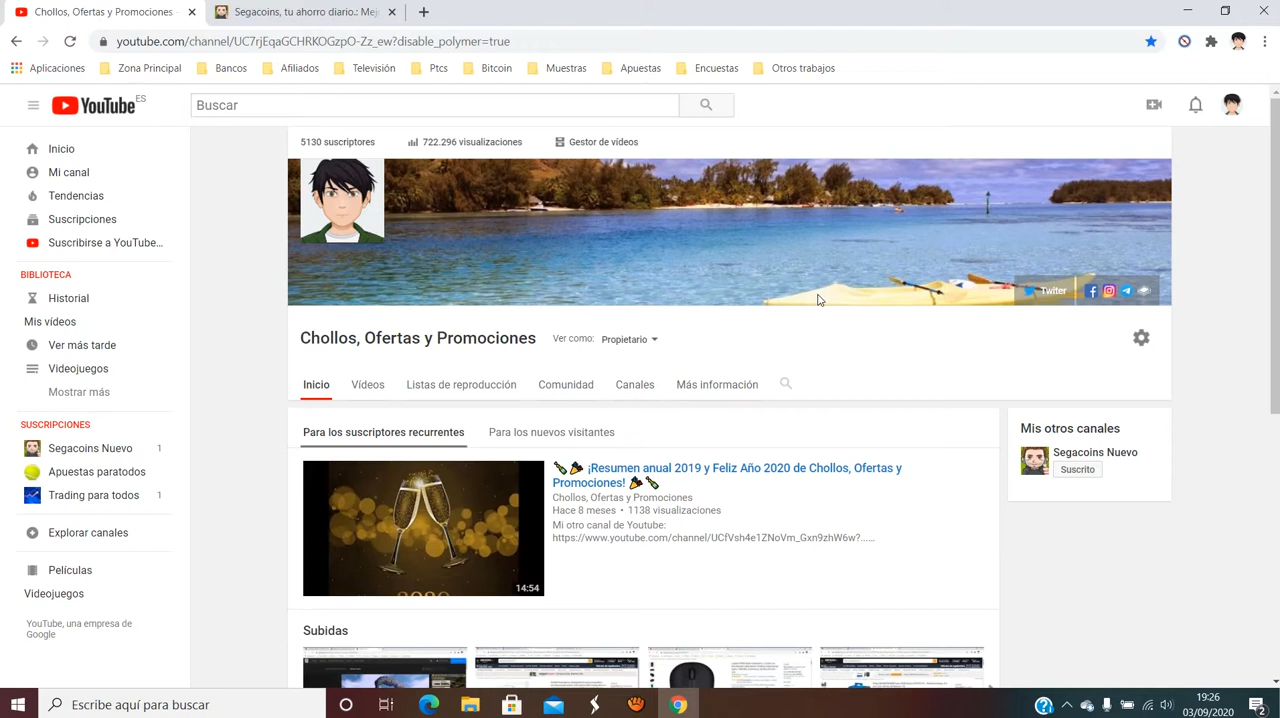 Chollos, Ofertas y Promociones -
Segacoins, tu ahorro diario.: Mej
youtube.com/channel/UC7rjEqaGCHRKOGzpO-Zz_ew?disable_polymer=true
Aplicaciones Zona Principal Bancos Afiliados Televisión Ptcs Bitcoin Muestras Apuestas Encuestas Otros trabajos
YouTube ES
Buscar
5130 suscriptores 722.296 visualizaciones Gestor de vídeos
Inicio
Mi canal
Tendencias
Suscripciones
Suscribirse a YouTube...
BIBLIOTECA
Historial
Mis vídeos
Ver más tarde
Videojuegos
Mostrar más
SUSCRIPCIONES
Segacoins Nuevo 1
Apuestas paratodos
Trading para todos 1
Explorar canales
Películas
Videojuegos
YouTube, una empresa de
Google
Twiter
Chollos, Ofertas y Promociones Ver como: Propietario
Inicio Vídeos Listas de reproducción Comunidad Canales Más información
Para los suscriptores recurrentes Para los nuevos visitantes
2020
14:54
¡Resumen anual 2019 y Feliz Año 2020 de Chollos, Ofertas y
Promociones!
Chollos, Ofertas y Promociones
Hace 8 meses • 1138 visualizaciones
Mi otro canal de Youtube:
https://www.youtube.com/channel/UCfVsh4e1ZNoVm_Gxn9zhW6w?......
Subidas
Mis otros canales
Segacoins Nuevo
Suscrito
Escribe aquí para buscar
19:26
03/09/2020
2